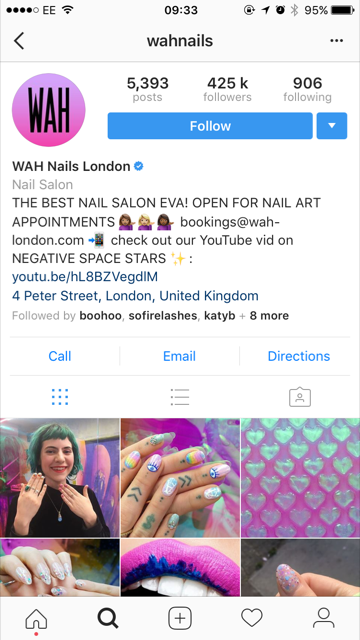 EE 09:33 95%
wahnails
WAH
5,393 425 k 906
posts followers following
Follow
WAH Nails London
Nail Salon
THE BEST NAIL SALON EVA! OPEN FOR NAIL ART
APPOINTMENTS 💁🏾💁🏼💁🏿 bookings@wah-
london.com 📲 check out our YouTube vid on
NEGATIVE SPACE STARS ✨ :
youtu.be/hL8BZVegdlM
4 Peter Street, London, United Kingdom
Followed by boohoo, sofirelashes, katyb + 8 more
Call Email Directions